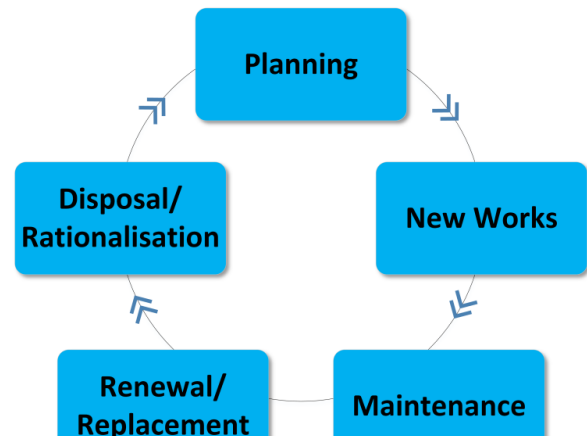 Planning
New Works
Maintenance
Renewal/
Replacement
Disposal/
Rationalisation